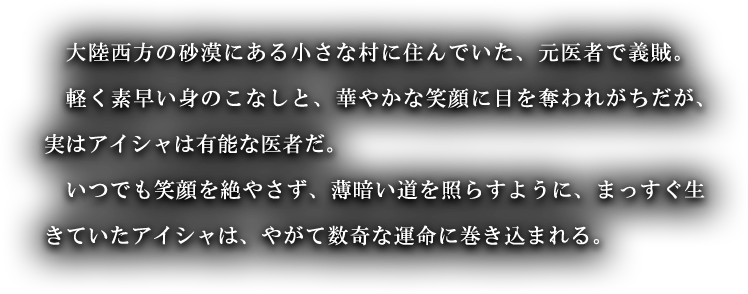 大陸西方の砂漠にある小さな村に住んでいた、元医者で義賊。
　軽く素早い身のこなしと、華やかな笑顔に目を奪われがちだが、
実はアイシャは有能な医者だ。
　いつでも笑顔を絶やさず、薄暗い道を照らすように、まっすぐ生
きていたアイシャは、やがて数奇な運命に巻き込まれる。